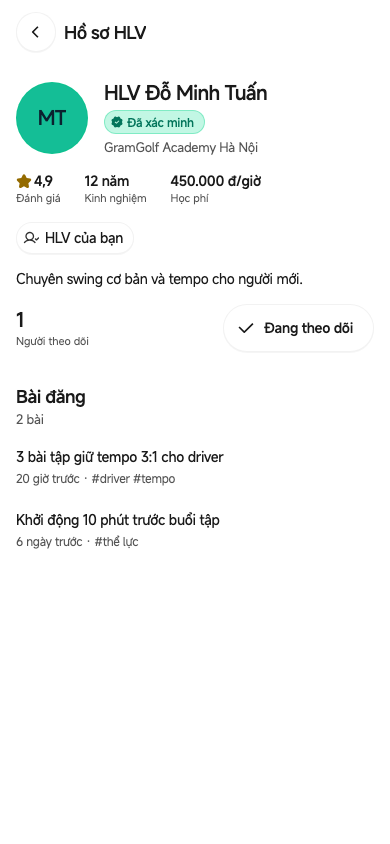 Hồ sơ HLV
MT
HLV Đỗ Minh Tuấn
Đã xác minh
GramGolf Academy Hà Nội
4,9
12 năm
450.000 đ/giờ
Đánh giá
Kinh nghiệm
Học phí
HLV của bạn
Chuyên swing cơ bản và tempo cho người mới.
1
Người theo dõi
Đang theo dõi
Bài đăng
2 bài
3 bài tập giữ tempo 3:1 cho driver
20 giờ trước · #driver #tempo
Khởi động 10 phút trước buổi tập
6 ngày trước · #thể lực